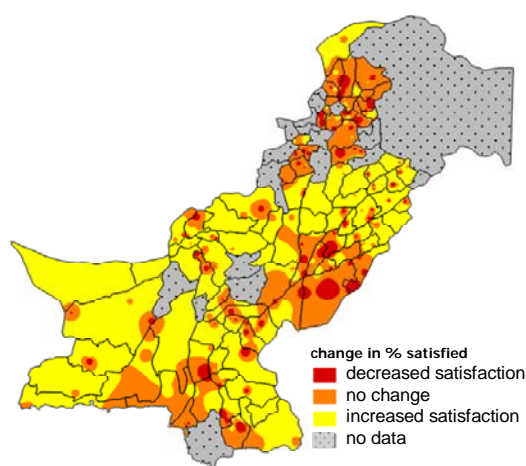 change in % satisfied
decreased satisfaction
no change
increased satisfaction
no data